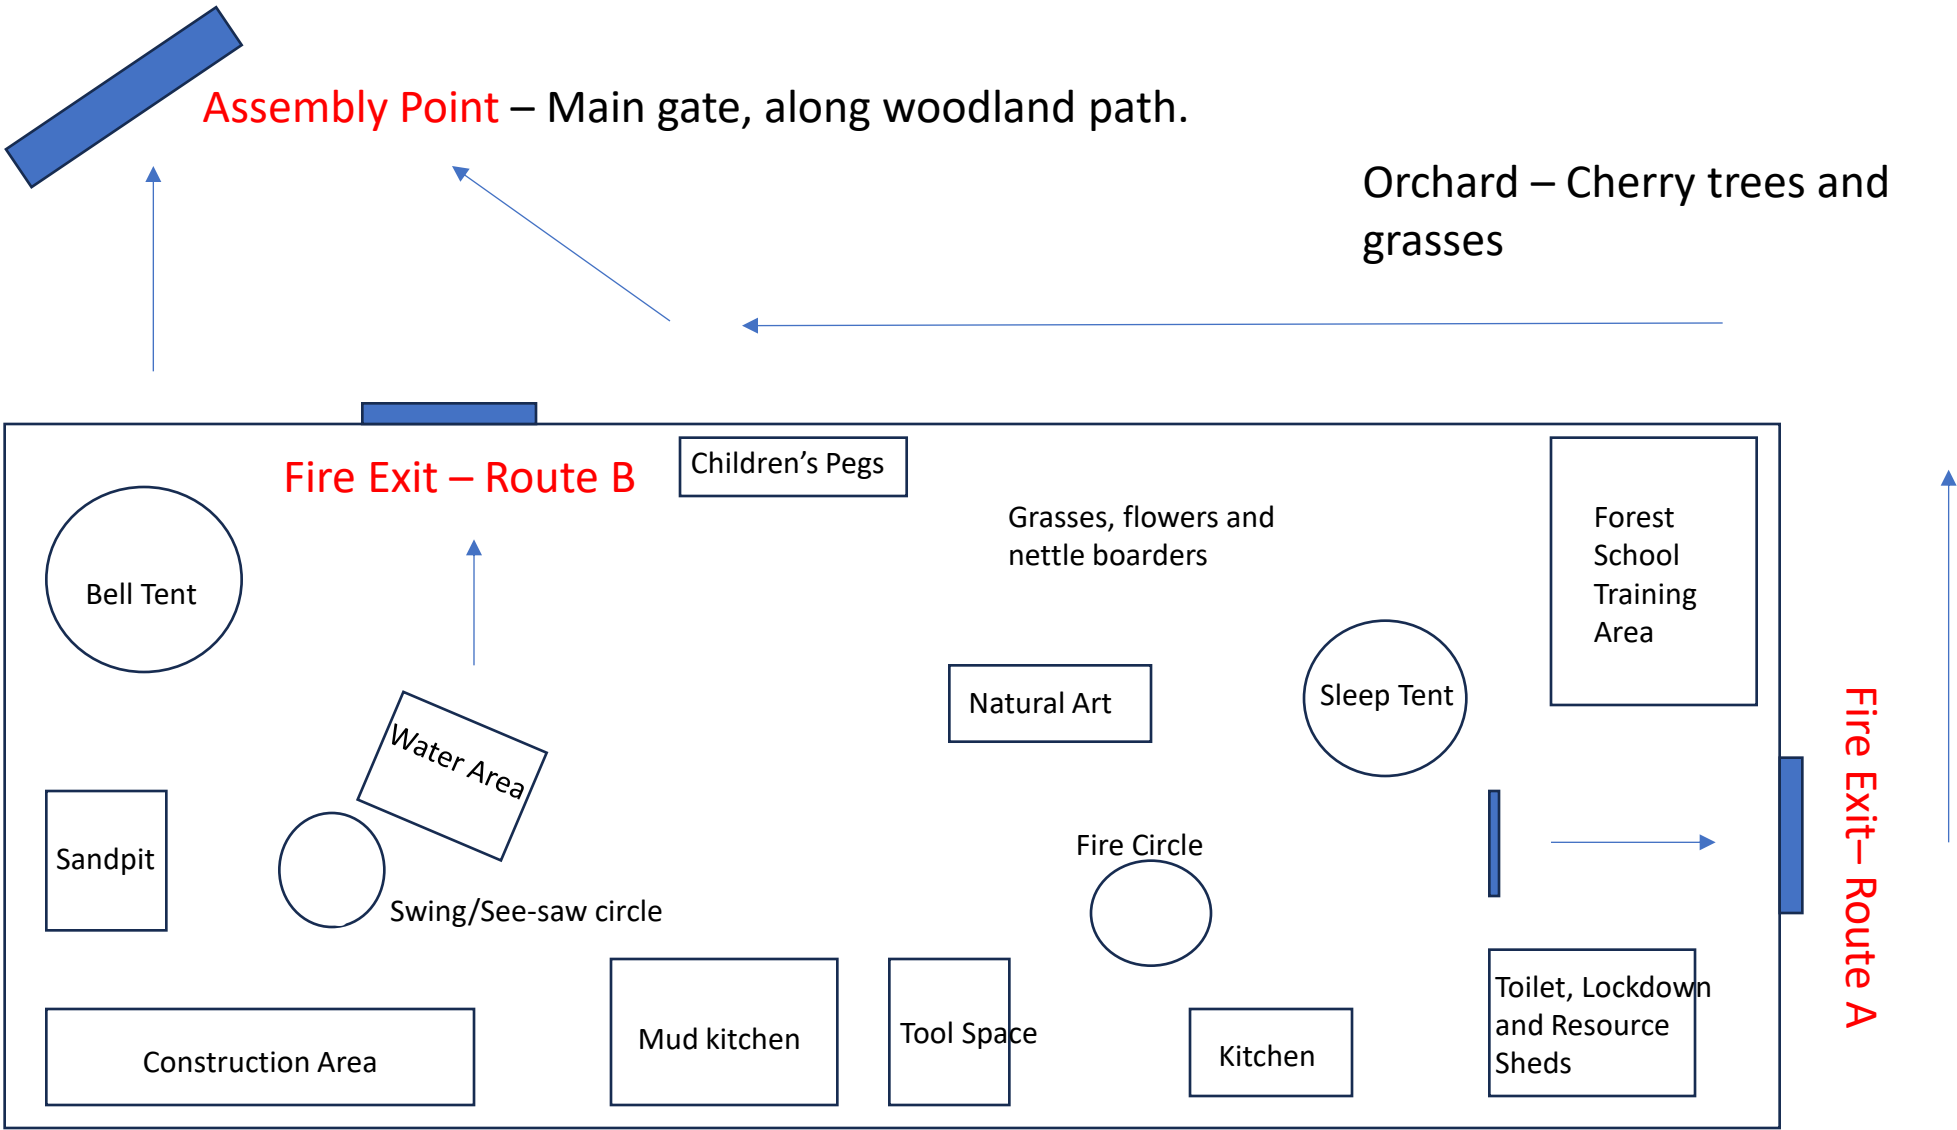 Assembly Point – Main gate, along woodland path.
Orchard – Cherry trees and
grasses
Fire Exit – Route B
Children's Pegs
Grasses, flowers and
nettle boarders
Forest
School
Training
Area
Bell Tent
Sleep Tent
Natural Art
Water Area
Fire Exit– Route A
Sandpit
Fire Circle
Swing/See-saw circle
Toilet, Lockdown
and Resource
Sheds
Mud kitchen
Tool Space
Kitchen
Construction Area